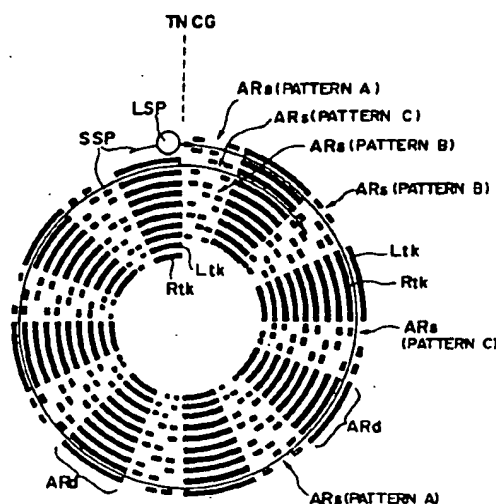 TNCG
LSP
ARs(PATTERN A)
ARs(PATTERN C)
SSP
ARs(PATTERN B)
ARs(PATTERN B)
Ltk
Rtk
Ltk
Rtk
ARs
(PATTERN C)
ARd
ARd
ARs(PATTERN A)